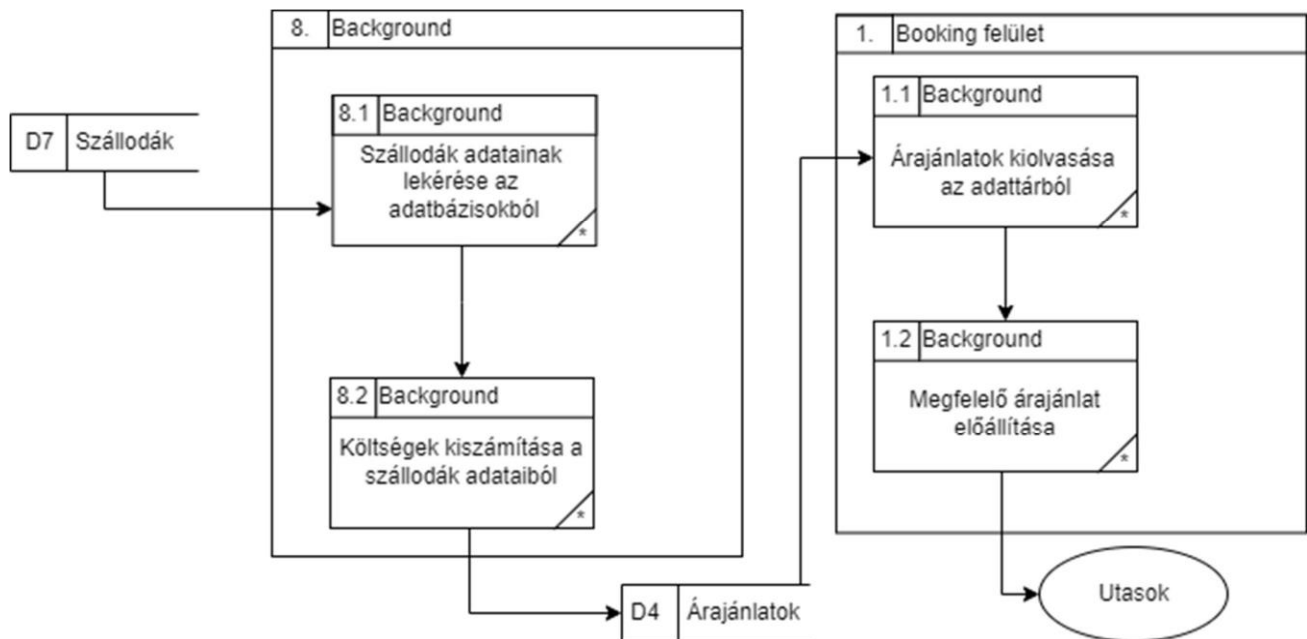 8. Background
1. Booking felület
D7 Szállodák
8.1 Background
Szállodák adatainak
lekérése az
adatbázisokból
*
8.2 Background
Költségek kiszámítása a
szállodák adataiból
*
D4 Árajánlatok
1.1 Background
Árajánlatok kiolvasása
az adattárból
*
1.2 Background
Megfelelő árajánlat
előállítása
*
Utasok